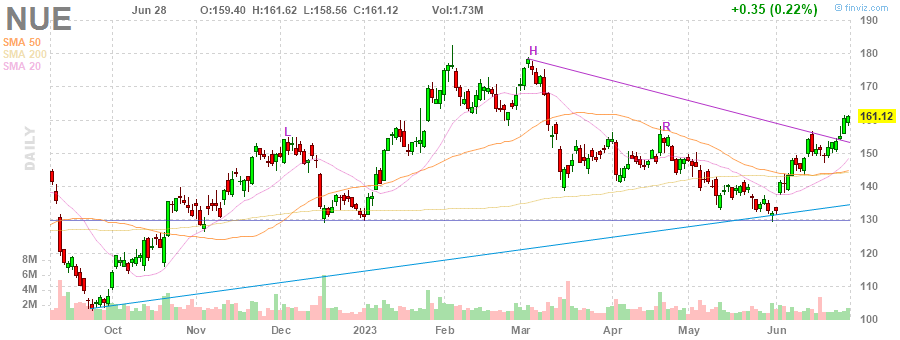 NUE Jun 28 O:159.40 H:161.62 L:158.56 C:161.12 Vol:1.73M +0.35 (0.22%) © finviz.com
190
SMA 50
SMA 200
SMA 20
H
180
170
161.12
L
R
DAILY
150
140
130
120
8M
6M
110
4M
2M
100
Oct Nov Dec 2023 Feb Mar Apr May Jun